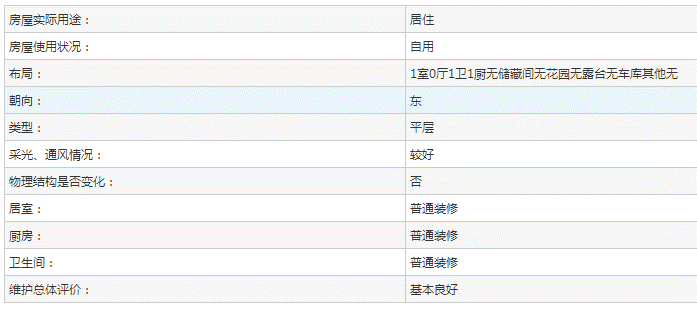 房屋实际用途： 居住
房屋使用状况： 自用
布局： 1室0厅1卫1厨无储藏间无花园无露台无车库其他无
朝向： 东
类型： 平层
采光、通风情况： 较好
物理结构是否变化： 否
居室： 普通装修
厨房： 普通装修
卫生间： 普通装修
维护总体评价： 基本良好